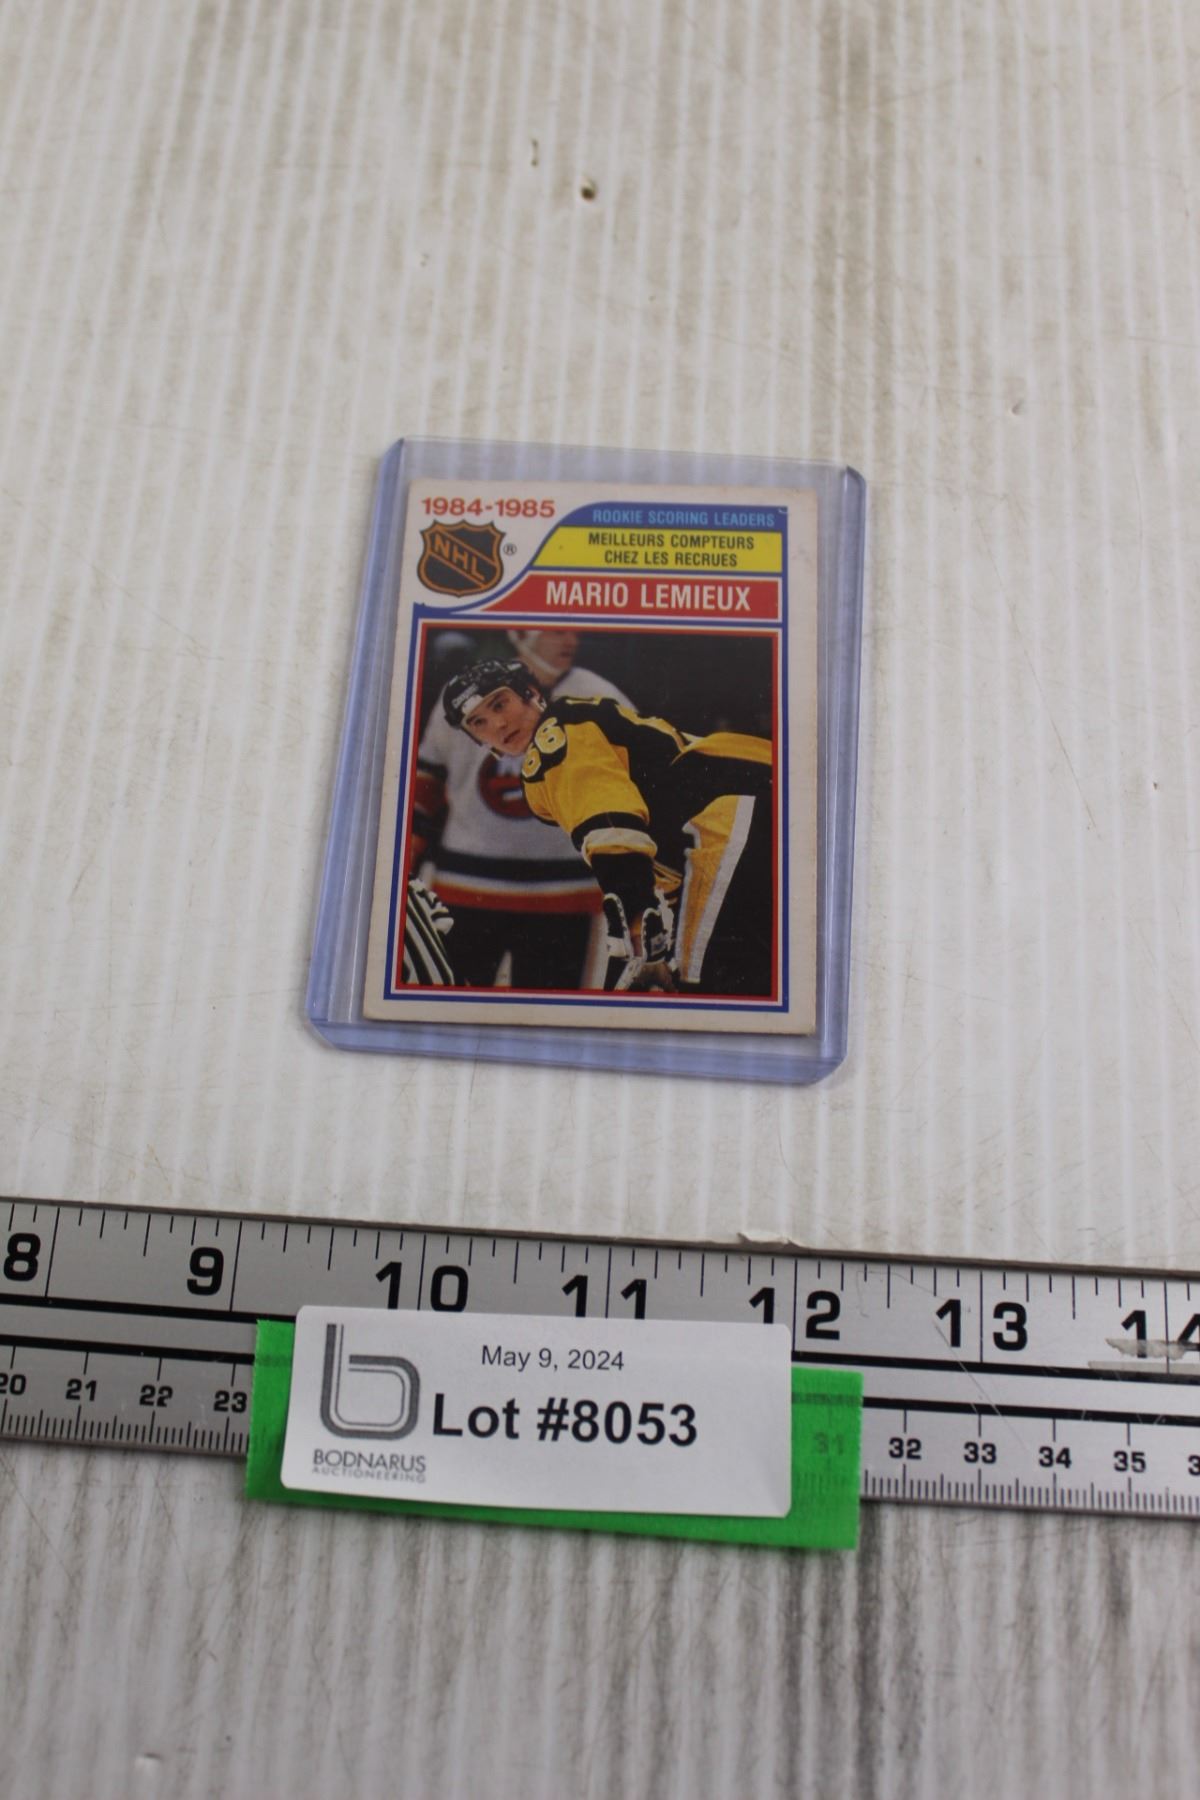 1984-1985
NHL ®
ROOKIE SCORING LEADERS
MEILLEURS COMPTEURS
CHEZ LES RECRUES
MARIO LEMIEUX
66
8 9 10 11 12 13 14
May 9, 2024
Lot #8053
BODNARUS
AUCTIONEERING
20 21 22 23 31 32 33 34 35